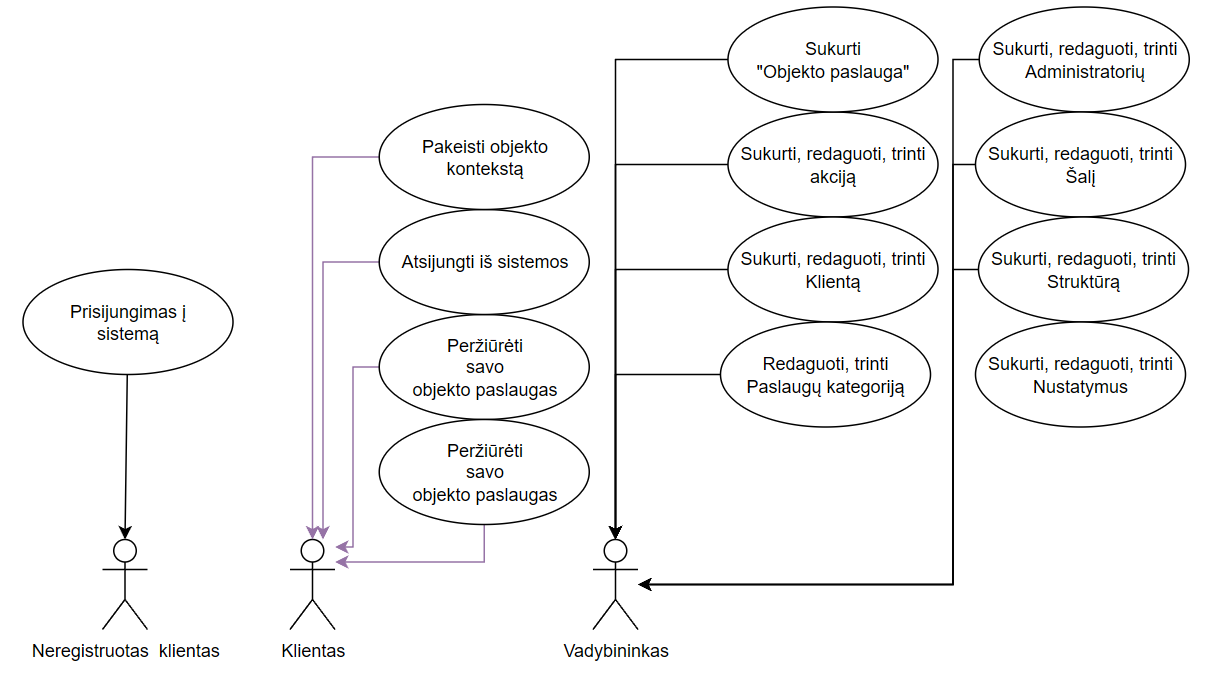 Sukurti
"Objekto paslauga"
Sukurti, redaguoti, trinti
Administratorių
Pakeisti objekto
kontekstą
Sukurti, redaguoti, trinti
akciją
Sukurti, redaguoti, trinti
Šalį
Atsijungti iš sistemos
Sukurti, redaguoti, trinti
Klientą
Sukurti, redaguoti, trinti
Struktūrą
Prisijungimas į
sistemą
Peržiūrėti
savo
objekto paslaugas
Redaguoti, trinti
Paslaugų kategoriją
Sukurti, redaguoti, trinti
Nustatymus
Peržiūrėti
savo
objekto paslaugas
Neregistruotas klientas
Klientas
Vadybininkas